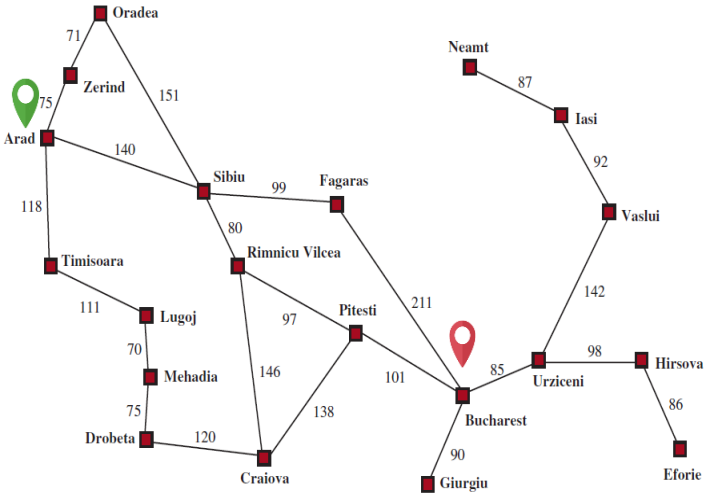 Oradea
71
Neamt
Zerind
87
75
151
Iasi
Arad
140
92
Sibiu
99
Fagaras
118
Vaslui
80
Timisoara
Rimnicu Vilcea
142
111
Lugoj
97
Pitesti
211
70
98
Mehadia
146
101
85
Urziceni
Hirsova
75
138
86
Bucharest
Drobeta
120
90
Craiova
Giurgiu
Eforie